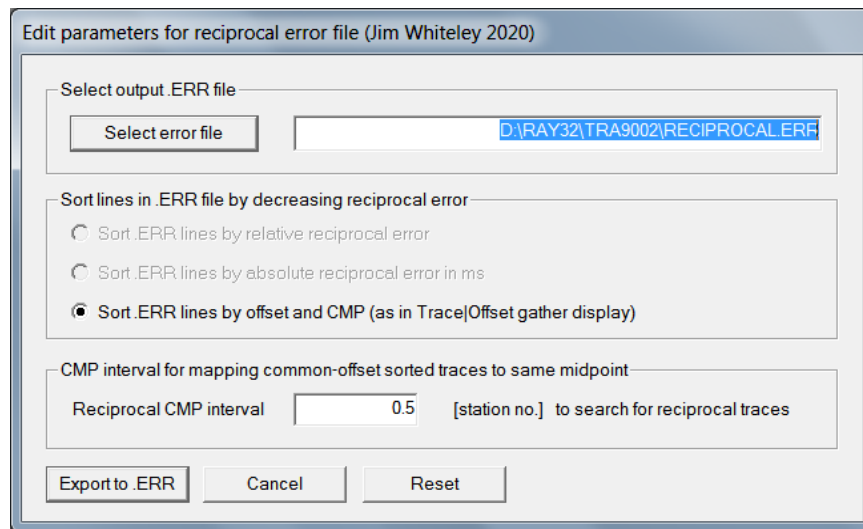 Edit parameters for reciprocal error file (Jim Whiteley 2020)
Select output .ERR file
Select error file
D:\RAY32\TRA9002\RECIPROCAL.ERR
Sort lines in .ERR file by decreasing reciprocal error
Sort .ERR lines by relative reciprocal error
Sort .ERR lines by absolute reciprocal error in ms
Sort .ERR lines by offset and CMP (as in Trace|Offset gather display)
CMP interval for mapping common-offset sorted traces to same midpoint
Reciprocal CMP interval 0.5 [station no.] to search for reciprocal traces
Export to .ERR Cancel Reset